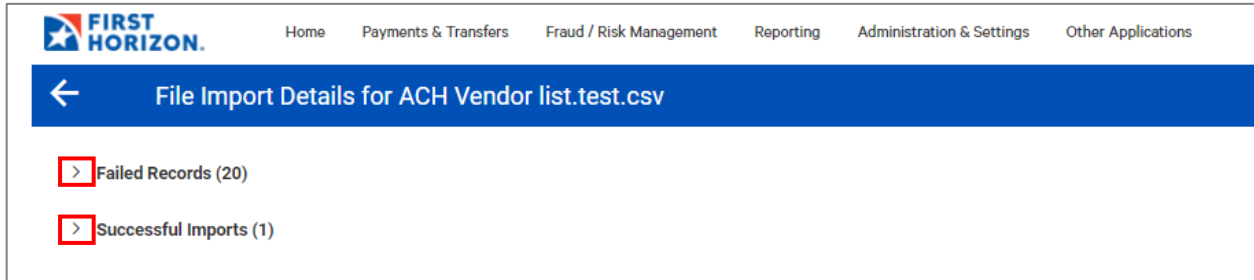 FIRST
HORIZON.
Home Payments & Transfers Fraud / Risk Management Reporting Administration & Settings Other Applications
File Import Details for ACH Vendor list.test.csv
Failed Records (20)
Successful Imports (1)